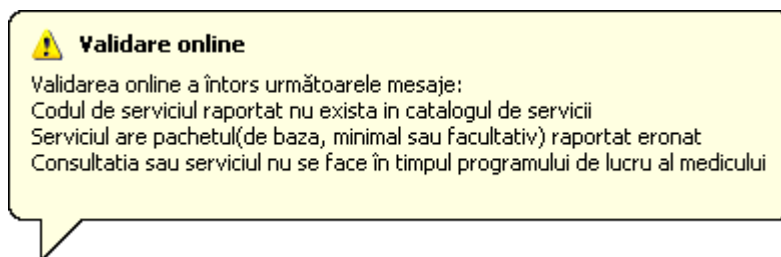 Validare online
Validarea online a întors următoarele mesaje:
Codul de serviciul raportat nu exista in catalogul de servicii
Serviciul are pachetul(de baza, minimal sau facultativ) raportat eronat
Consultatia sau serviciul nu se face în timpul programului de lucru al medicului